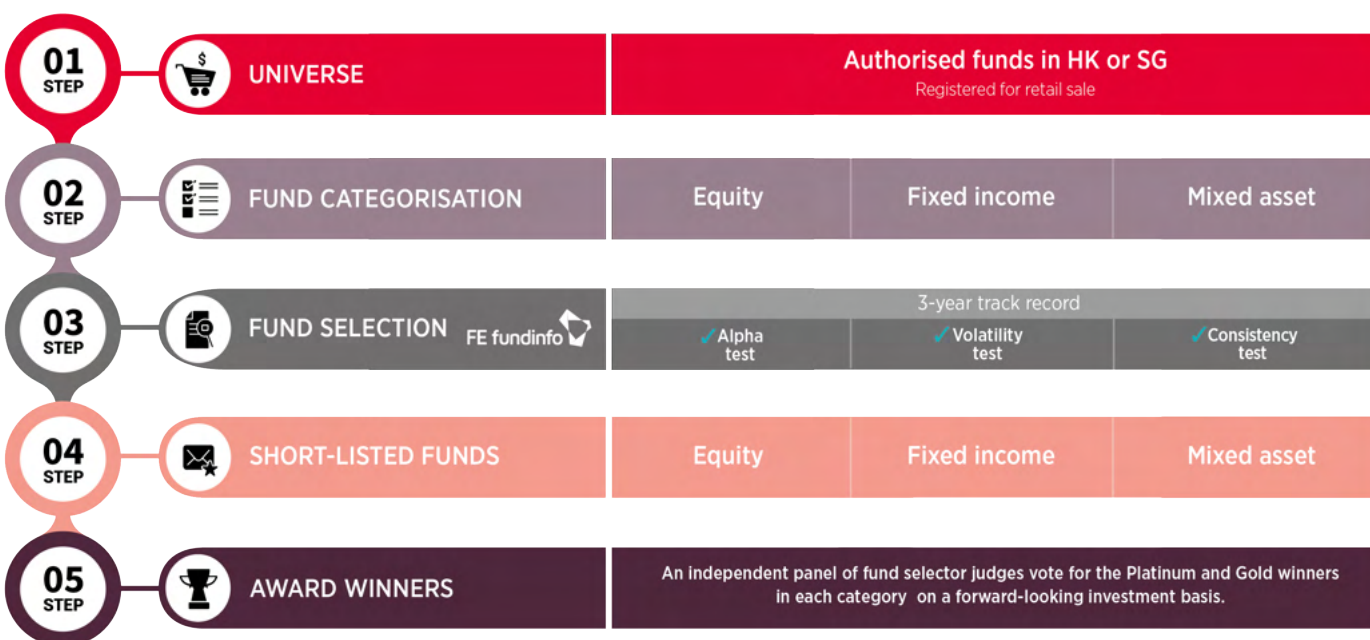 01
STEP
$
UNIVERSE
Authorised funds in HK or SG
Registered for retail sale
02
STEP
FUND CATEGORISATION
Equity
Fixed income
Mixed asset
03
STEP
FUND SELECTION
FE fundinfo
3-year track record
Alpha
test
Volatility
test
Consistency
test
04
STEP
SHORT-LISTED FUNDS
Equity
Fixed income
Mixed asset
05
STEP
AWARD WINNERS
An independent panel of fund selector judges vote for the Platinum and Gold winners
in each category on a forward-looking investment basis.